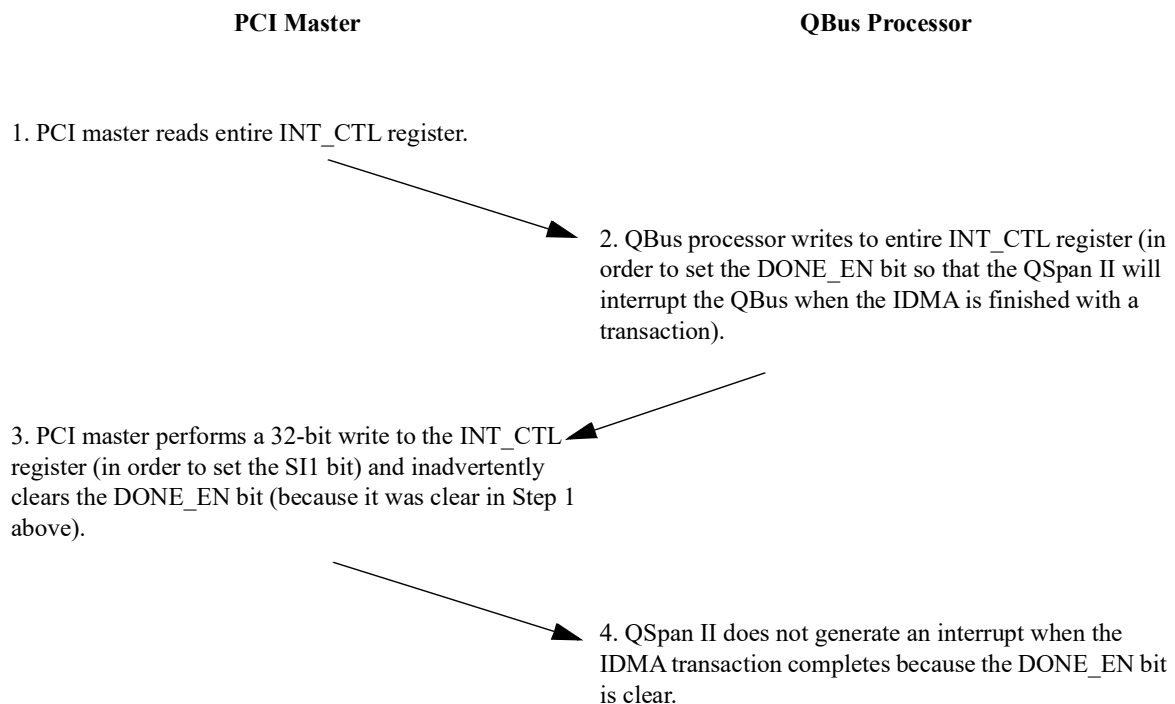 PCI Master
QBus Processor
1. PCI master reads entire INT_CTL register.
2. QBus processor writes to entire INT_CTL register (in
order to set the DONE_EN bit so that the QSpan II will
interrupt the QBus when the IDMA is finished with a
transaction).
3. PCI master performs a 32-bit write to the INT_CTL
register (in order to set the SI1 bit) and inadvertently
clears the DONE_EN bit (because it was clear in Step 1
above).
4. QSpan II does not generate an interrupt when the
IDMA transaction completes because the DONE_EN bit
is clear.